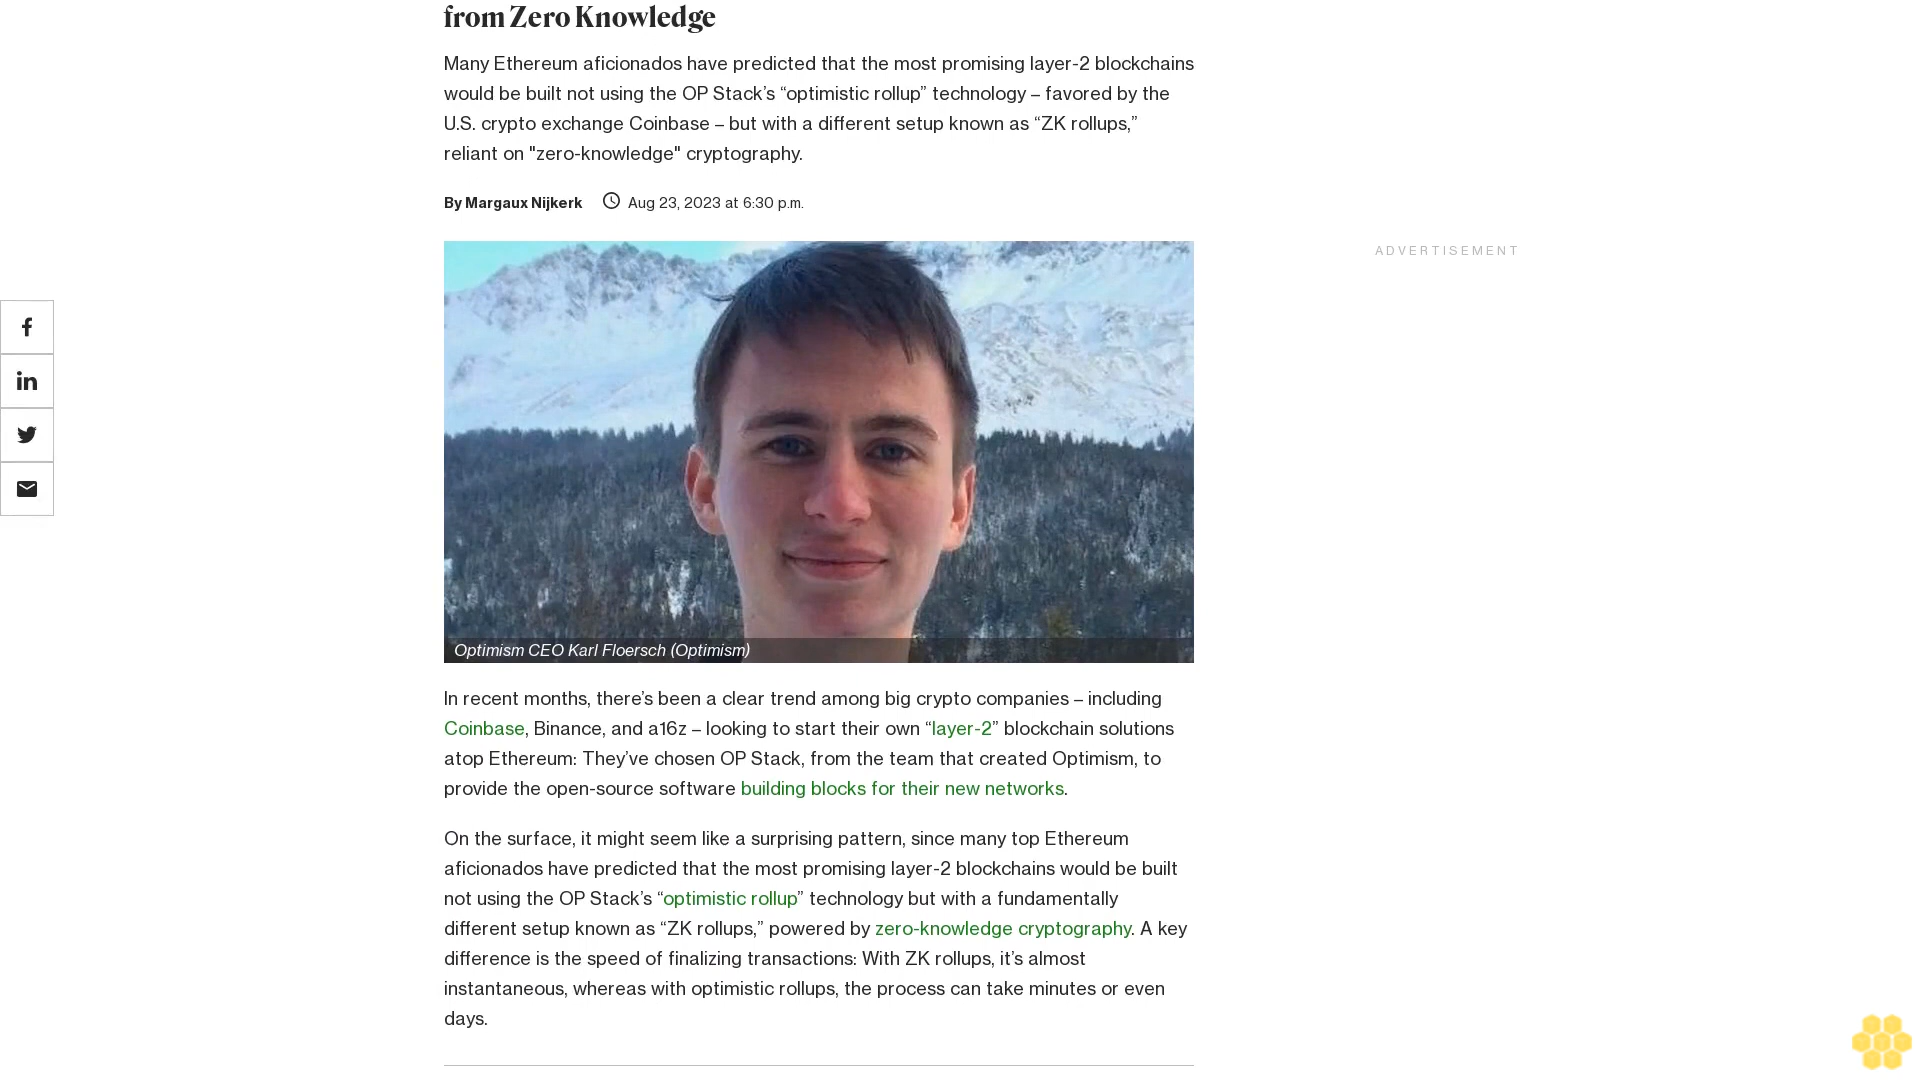 from Zero Knowledge
Many Ethereum aficionados have predicted that the most promising layer-2 blockchains
would be built not using the OP Stack’s “optimistic rollup” technology – favored by the
U.S. crypto exchange Coinbase – but with a different setup known as “ZK rollups,”
reliant on "zero-knowledge" cryptography.
By Margaux Nijkerk Aug 23, 2023 at 6:30 p.m.
ADVERTISEMENT
Optimism CEO Karl Floersch (Optimism)
In recent months, there’s been a clear trend among big crypto companies – including
Coinbase, Binance, and a16z – looking to start their own “layer-2” blockchain solutions
atop Ethereum: They’ve chosen OP Stack, from the team that created Optimism, to
provide the open-source software building blocks for their new networks.
On the surface, it might seem like a surprising pattern, since many top Ethereum
aficionados have predicted that the most promising layer-2 blockchains would be built
not using the OP Stack’s “optimistic rollup” technology but with a fundamentally
different setup known as “ZK rollups,” powered by zero-knowledge cryptography. A key
difference is the speed of finalizing transactions: With ZK rollups, it’s almost
instantaneous, whereas with optimistic rollups, the process can take minutes or even
days.